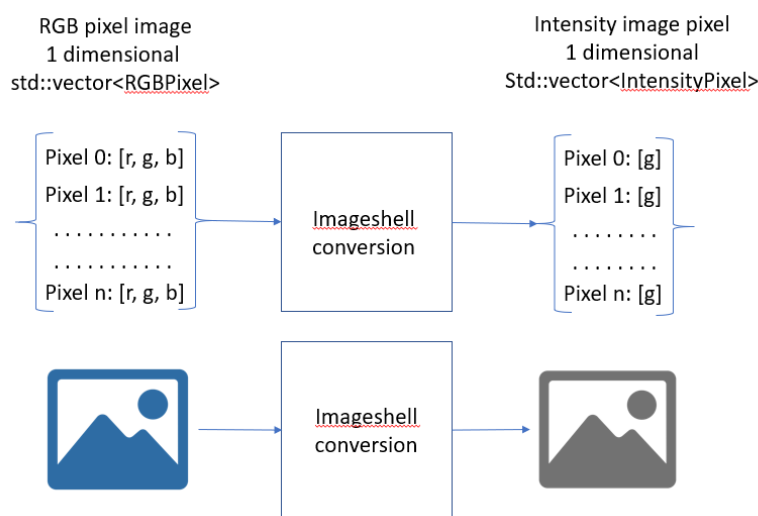 RGB pixel image
1 dimensional
std::vector<RGBPixel>
Intensity image pixel
1 dimensional
Std::vector<IntensityPixel>
Pixel 0: [r, g, b]
Pixel 1: [r, g, b]
. . . . . . . . . . .
. . . . . . . . . . .
Pixel n: [r, g, b]
Imageshell
conversion
Pixel 0: [g]
Pixel 1: [g]
. . . . . . . .
. . . . . . . .
Pixel n: [g]
Imageshell
conversion